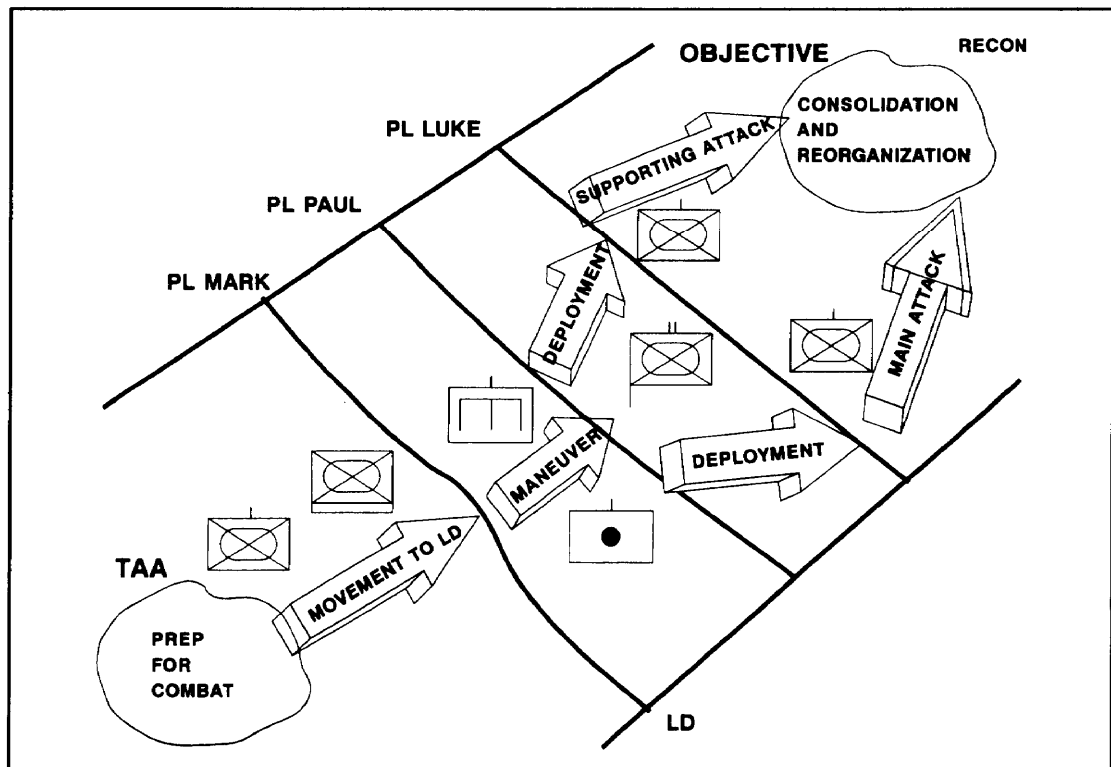 OBJECTIVE
RECON
CONSOLIDATION
AND
REORGANIZATION
PL LUKE
SUPPORTING ATTACK
PL PAUL
PL MARK
DEPLOYMENT
MAIN ATTACK
MANEUVER
DEPLOYMENT
MOVEMENT TO LD
TAA
PREP
FOR
COMBAT
LD